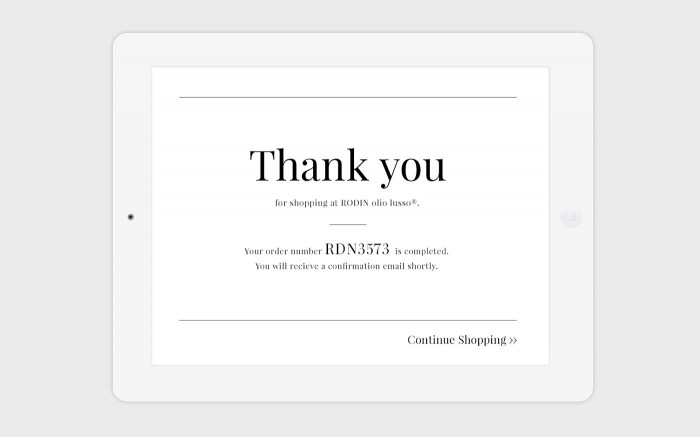 Thank you
for shopping at RODIN olio lusso®.
Your order number RDN3573 is completed.
You will recieve a confirmation email shortly.
Continue Shopping >>